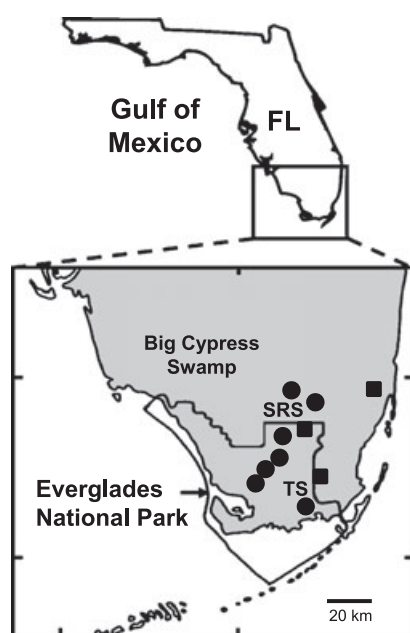 Gulf of
Mexico
FL
Big Cypress
Swamp
SRS
Everglades
National Park
TS
20 km